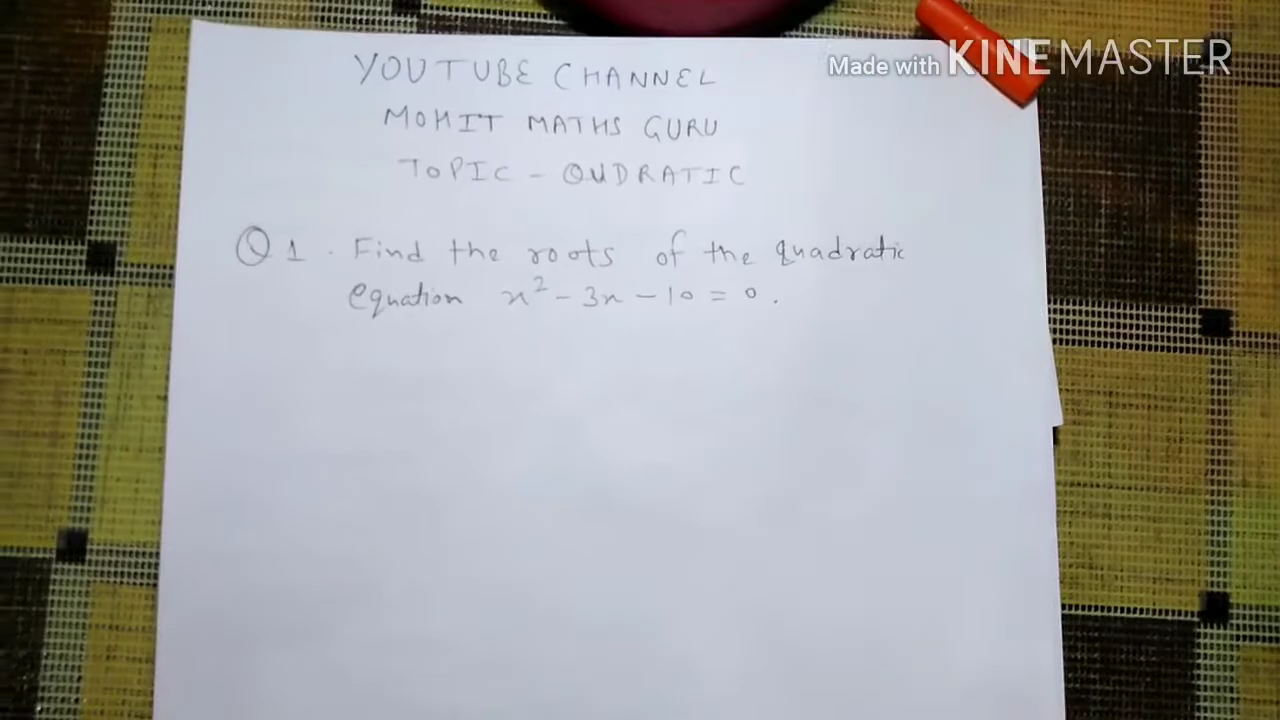 Made with KINEMASTER
YOUTUBE CHANNEL
MOHIT MATHS GURU
TOPIC - QUDRATIC
Q1. Find the roots of the quadratic
equation x² - 3x - 10 = 0.